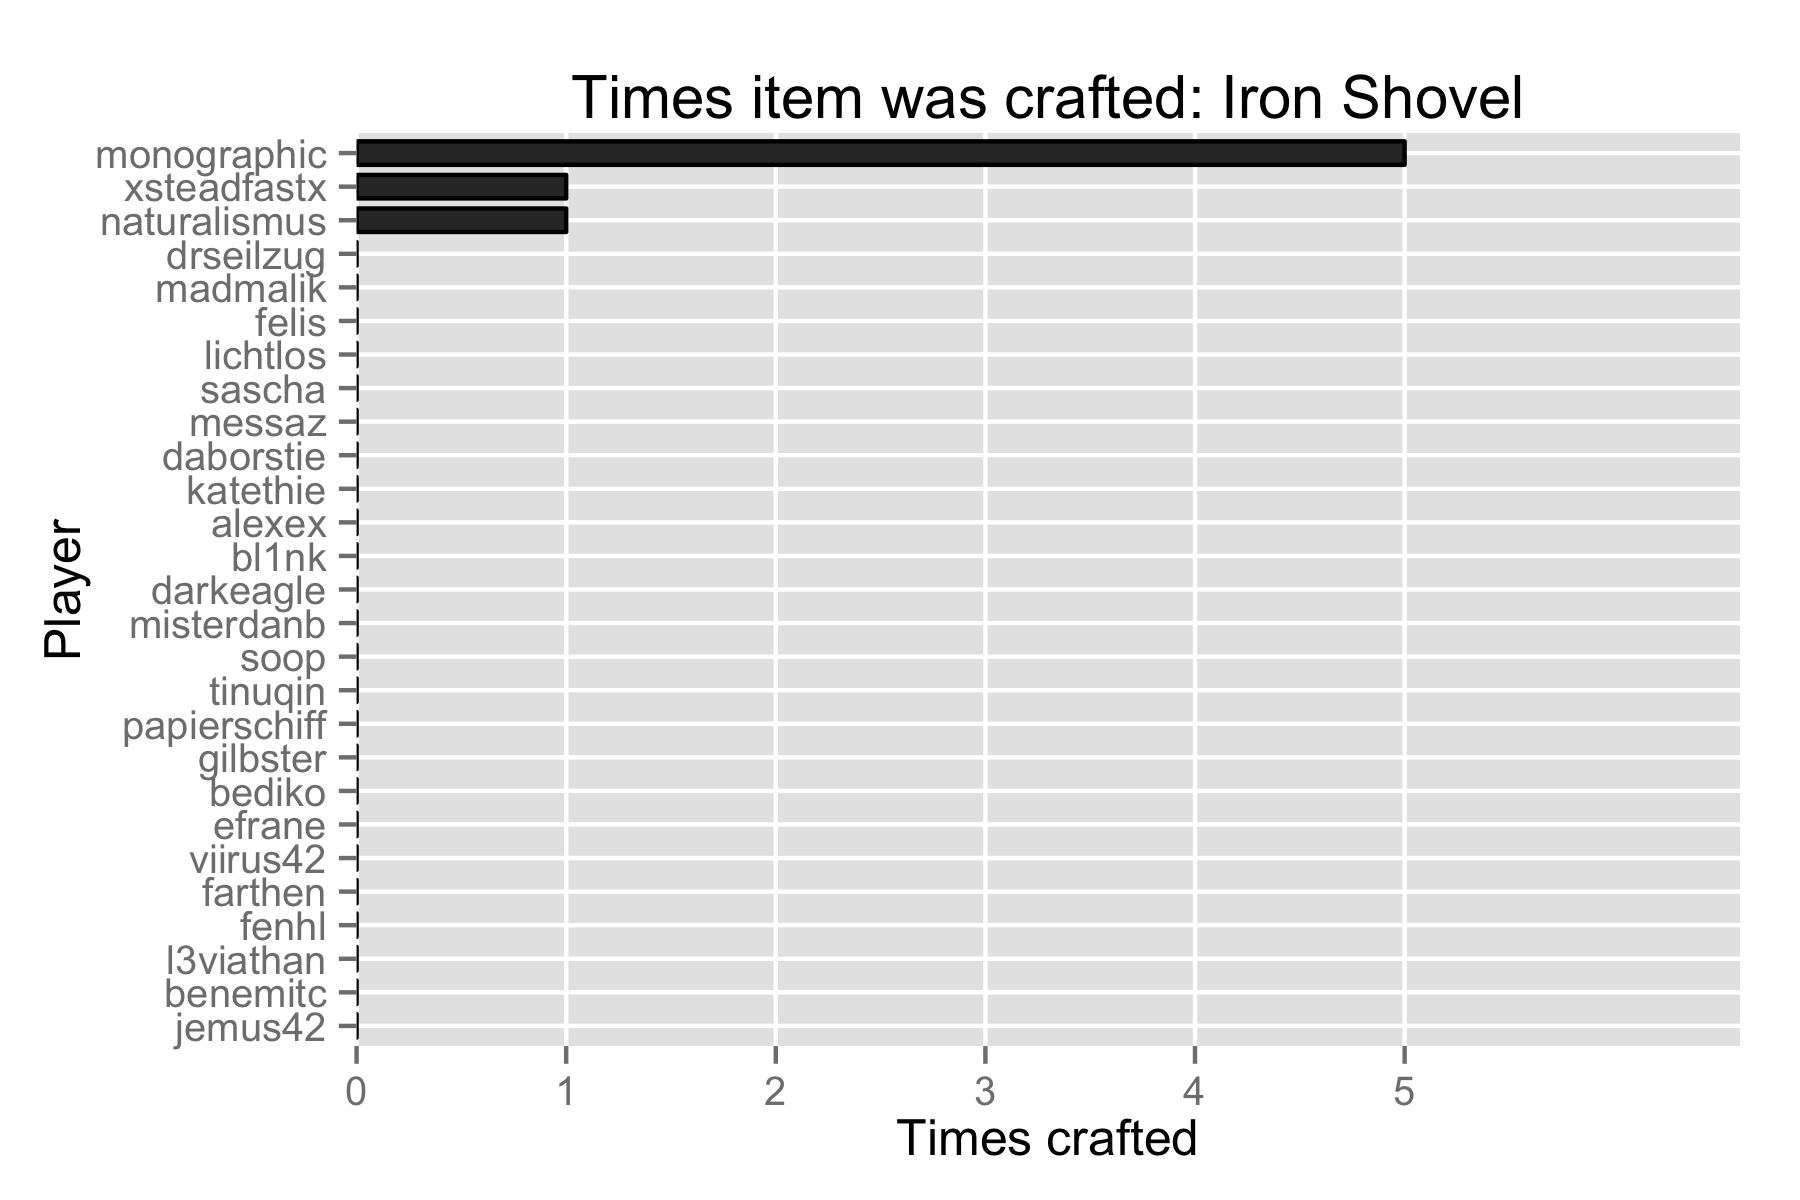 Times item was crafted: Iron Shovel
monographic
xsteadfastx
naturalismus
drseilzug
madmalik
felis
lichtlos
sascha
messaz
daborstie
katethie
alexex
bl1nk
darkeagle
misterdanb
soop
tinuqin
papierschiff
gilbster
bediko
efrane
viirus42
farthen
fenhl
l3viathan
benemitc
jemus42
Player
0 1 2 3 4 5
Times crafted